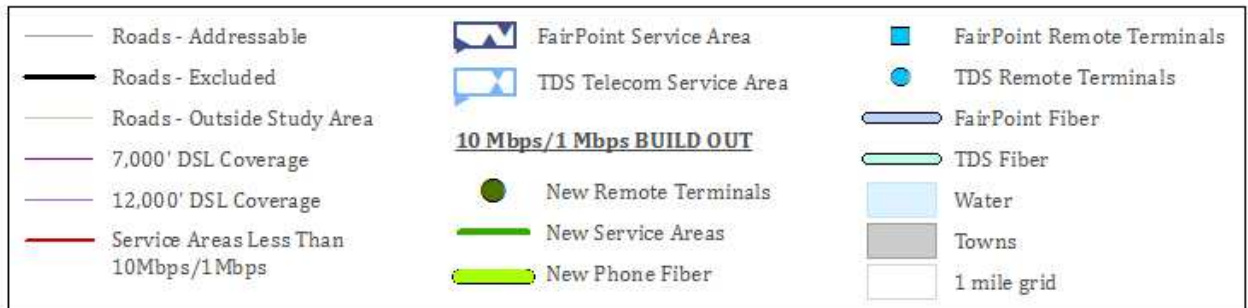 Roads - Addressable
Roads - Excluded
Roads - Outside Study Area
7,000' DSL Coverage
12,000' DSL Coverage
Service Areas Less Than
10Mbps/1Mbps
FairPoint Service Area
TDS Telecom Service Area
10 Mbps/1 Mbps BUILD OUT
New Remote Terminals
New Service Areas
New Phone Fiber
FairPoint Remote Terminals
TDS Remote Terminals
FairPoint Fiber
TDS Fiber
Water
Towns
1 mile grid